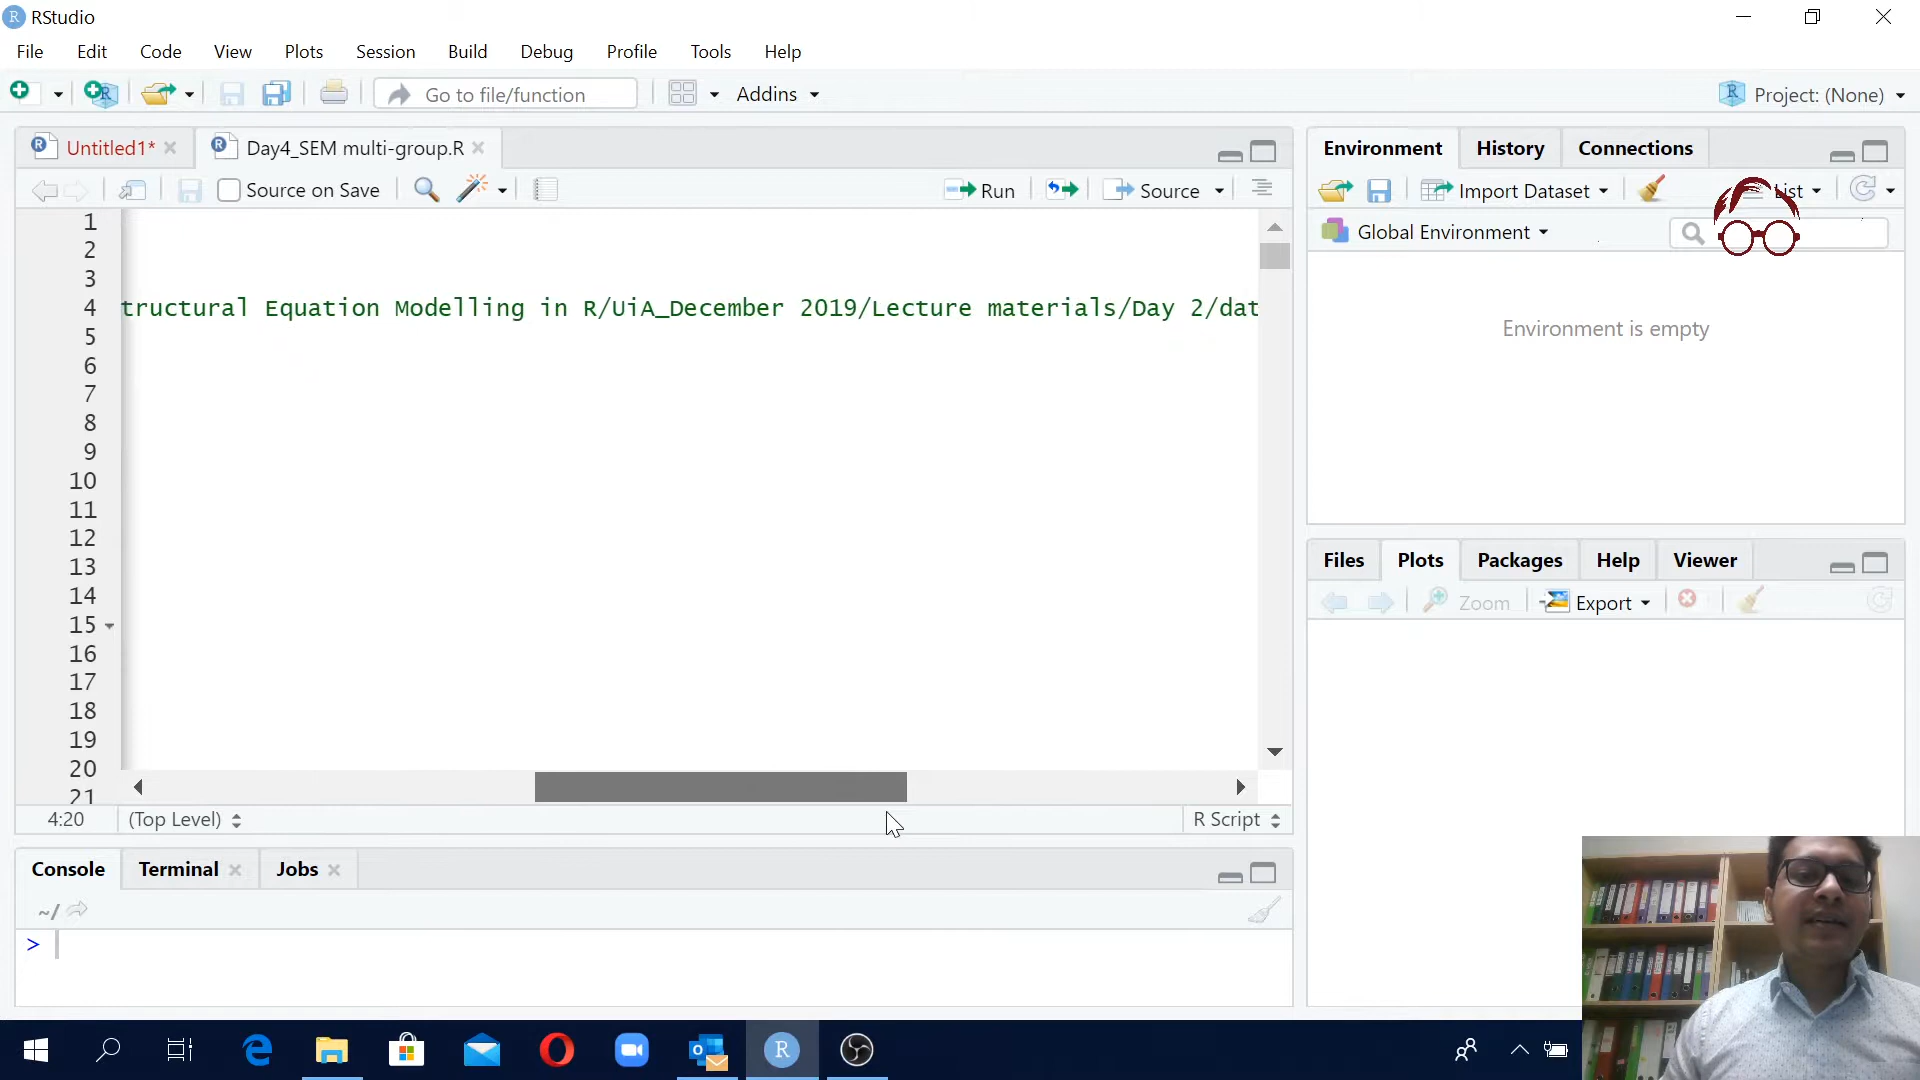 RStudio
File Edit Code View Plots Session Build Debug Profile Tools Help
Go to file/function Addins Project: (None)
Untitled1* Day4_SEM multi-group.R
Source on Save Run Source
1
2
3
4 tructural Equation Modelling in R/UiA_December 2019/Lecture materials/Day 2/dat
5
6
7
8
9
10
11
12
13
14
15
16
17
18
19
20
21
4:20 (Top Level) R Script
Console Terminal Jobs
~/
>
Environment History Connections
Import Dataset List
Global Environment
Environment is empty
Files Plots Packages Help Viewer
Zoom Export